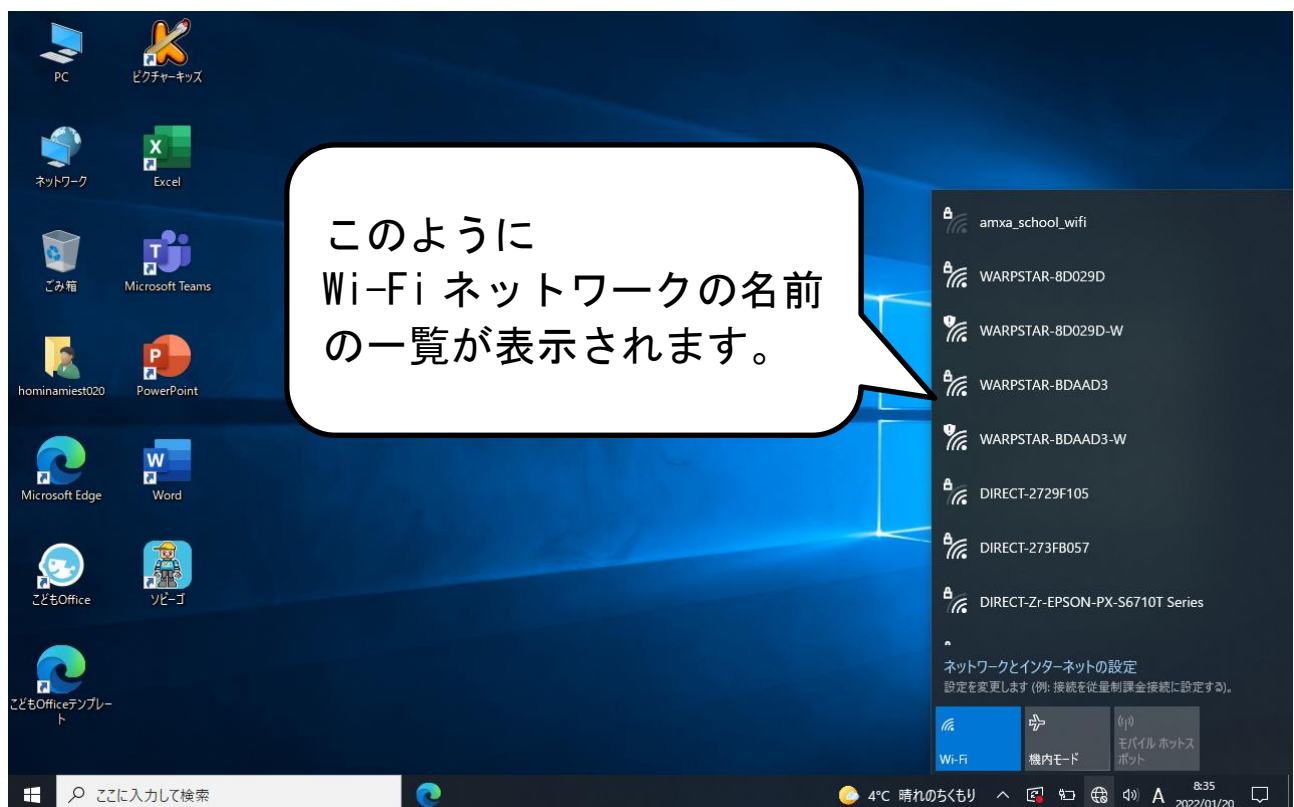 PC
ピクチャーキッズ
ネットワーク
Excel
ごみ箱
Microsoft Teams
hominamiest020
PowerPoint
Microsoft Edge
Word
こどもOffice
ソビーゴ
こどもOfficeテンプレー
ト
このように
Wi-Fi ネットワークの名前
の一覧が表示されます。
amxa_school_wifi
WARPSTAR-8D029D
WARPSTAR-8D029D-W
WARPSTAR-BDAAD3
WARPSTAR-BDAAD3-W
DIRECT-2729F105
DIRECT-273FB057
DIRECT-Zr-EPSON-PX-S6710T Series
ネットワークとインターネットの設定
設定を変更します (例: 接続を従量制課金接続に設定する)。
Wi-Fi
機内モード
モバイル ホットス
ポット
ここに入力して検索
4°C 晴れのちくもり
A
8:35
2022/01/20